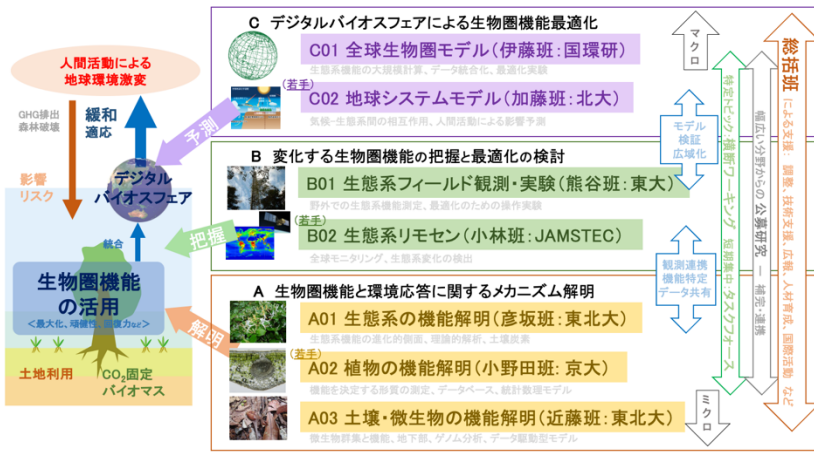 人間活動による
地球環境激変
GHG排出
森林破壊
緩和
適応
影響
リスク
デジタル
バイオスフェア
統合
生物圏機能
の活用
＜最大化、頑健性、回復力など＞
土地利用
CO₂固定
バイオマス
予測
把握
解明
C デジタルバイオスフェアによる生物圏機能最適化
C01 全球生物圏モデル(伊藤班:国環研)
生態系機能の大規模計算、データ統合化、最適化実験
(若手)
C02 地球システムモデル(加藤班:北大)
気候ー生態系間の相互作用、人間活動による影響予測
B 変化する生物圏機能の把握と最適化の検討
B01 生態系フィールド観測・実験(熊谷班:東大)
野外での生態系機能測定、最適化のための操作実験
(若手)
B02 生態系リモセン(小林班:JAMSTEC)
全球モニタリング、生態系変化の検出
A 生物圏機能と環境応答に関するメカニズム解明
A01 生態系の機能解明(彦坂班:東北大)
生態系機能の進化的側面、理論的解析、土壌炭素
(若手)
A02 植物の機能解明(小野田班:京大)
機能を決定する形質の測定、データベース、統計数理モデル
A03 土壌・微生物の機能解明(近藤班:東北大)
微生物群集と機能、地下部、ゲノム分析、データ駆動型モデル
マクロ
ミクロ
モデル
検証
広域化
観測連携
機能特定
データ共有
特定トピック 横断ワーキング 短期集中・タスクフォース
幅広い分野からの 公募研究 ー 補完・連携
総括班 による支援: 調整、技術支援、広報、人材育成、国際活動 など